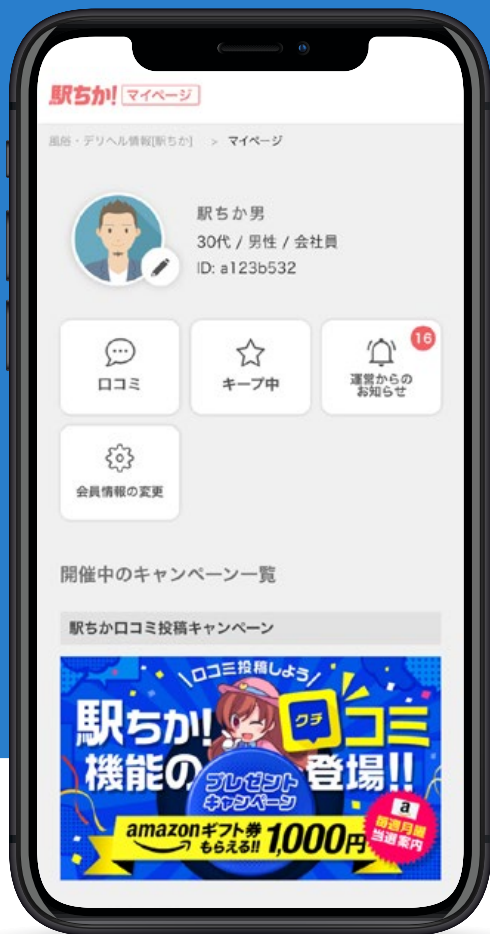 駅ちか! マイページ
風俗・デリヘル情報[駅ちか] > マイページ
駅ちか男
30代 / 男性 / 会社員
ID: a123b532
口コミ
キープ中
16
運営からの
お知らせ
会員情報の変更
開催中のキャンペーン一覧
駅ちか口コミ投稿キャンペーン
\口コミ投稿しよう/
駅ちか!
口コミ
クチ
機能の
登場!!
プレゼント
キャンペーン
amazonギフト券
もらえる!!
1,000円
a
毎週月曜
当選案内